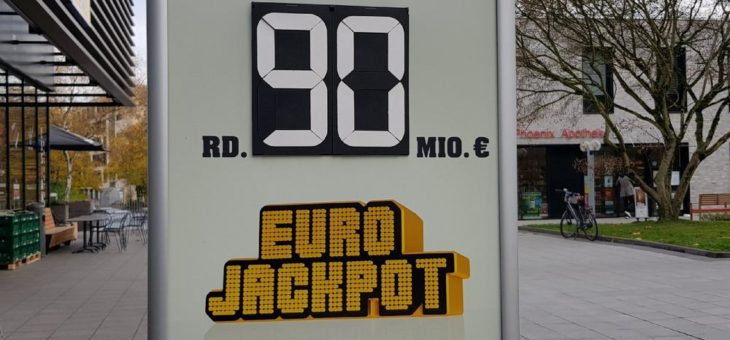 RD. 90 MIO. €
EURO
JACKPOT
Phoenix Apotheke